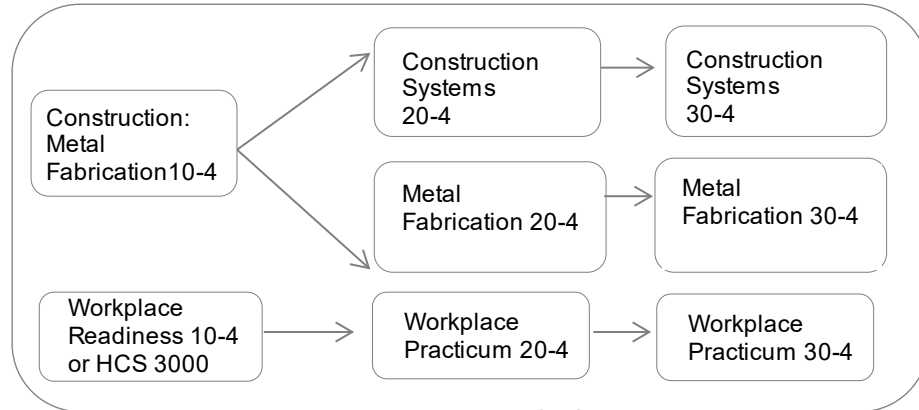 Construction
Systems
20-4
Construction
Systems
30-4
Construction:
Metal
Fabrication10-4
Metal
Fabrication 20-4
Metal
Fabrication 30-4
Workplace
Readiness 10-4
or HCS 3000
Workplace
Practicum 20-4
Workplace
Practicum 30-4